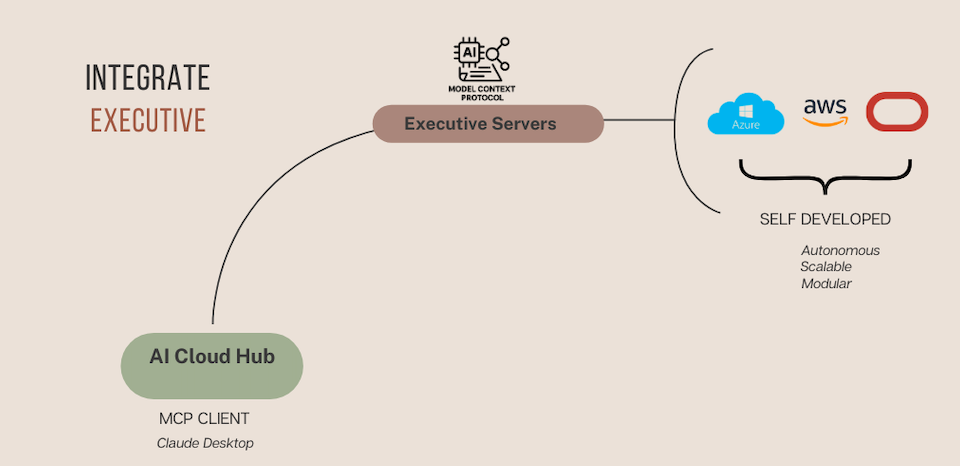 INTEGRATE
EXECUTIVE
AI
MODEL CONTEXT
PROTOCOL
Executive Servers
Azure
aws
SELF DEVELOPED
Autonomous
Scalable
Modular
AI Cloud Hub
MCP CLIENT
Claude Desktop